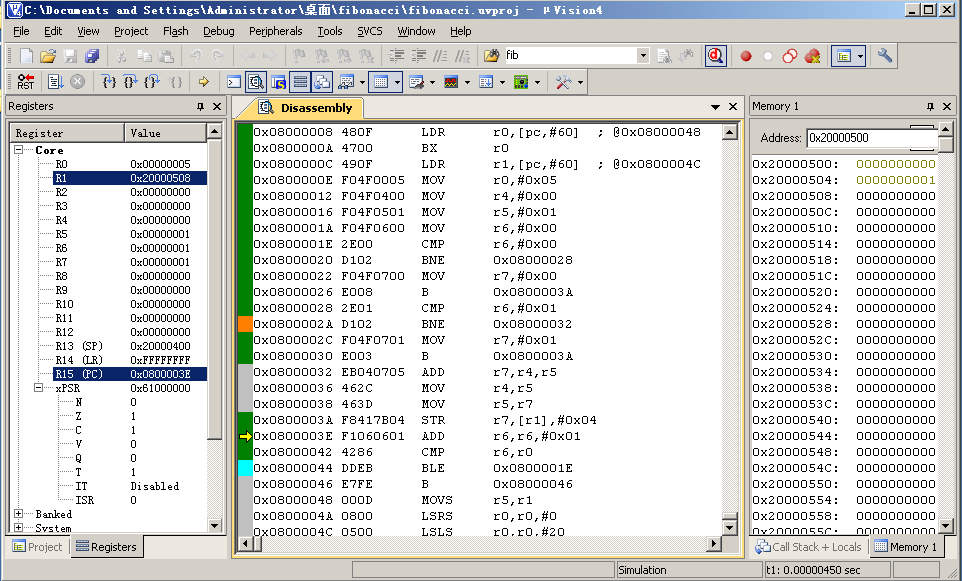 C:\Documents and Settings\Administrator\桌面\fibonacci\fibonacci.uvproj - µVision4
File Edit View Project Flash Debug Peripherals Tools SVCS Window Help
fib
RST
Registers
Register Value
Core
R0 0x00000005
R1 0x20000508
R2 0x00000000
R3 0x00000000
R4 0x00000000
R5 0x00000001
R6 0x00000001
R7 0x00000001
R8 0x00000000
R9 0x00000000
R10 0x00000000
R11 0x00000000
R12 0x00000000
R13 (SP) 0x20000400
R14 (LR) 0xFFFFFFFF
R15 (PC) 0x0800003E
xPSR 0x61000000
N 0
Z 1
C 1
V 0
Q 0
T 1
IT Disabled
ISR 0
Banked
System
Project
Registers
Disassembly
0x08000008 480F LDR r0,[pc,#60] ; @0x08000048
0x0800000A 4700 BX r0
0x0800000C 490F LDR r1,[pc,#60] ; @0x0800004C
0x0800000E F04F0005 MOV r0,#0x05
0x08000012 F04F0400 MOV r4,#0x00
0x08000016 F04F0501 MOV r5,#0x01
0x0800001A F04F0600 MOV r6,#0x00
0x0800001E 2E00 CMP r6,#0x00
0x08000020 D102 BNE 0x08000028
0x08000022 F04F0700 MOV r7,#0x00
0x08000026 E008 B 0x0800003A
0x08000028 2E01 CMP r6,#0x01
0x0800002A D102 BNE 0x08000032
0x0800002C F04F0701 MOV r7,#0x01
0x08000030 E003 B 0x0800003A
0x08000032 EB040705 ADD r7,r4,r5
0x08000036 462C MOV r4,r5
0x08000038 463D MOV r5,r7
0x0800003A F8417B04 STR r7,[r1],#0x04
0x0800003E F1060601 ADD r6,r6,#0x01
0x08000042 4286 CMP r6,r0
0x08000044 DDEB BLE 0x0800001E
0x08000046 E7FE B 0x08000046
0x08000048 000D MOVS r5,r1
0x0800004A 0800 LSRS r0,r0,#0
0x0800004C 0500 LSLS r0,r0,#20
Memory 1
Address: 0x20000500
0x20000500: 0000000000
0x20000504: 0000000001
0x20000508: 0000000000
0x2000050C: 0000000000
0x20000510: 0000000000
0x20000514: 0000000000
0x20000518: 0000000000
0x2000051C: 0000000000
0x20000520: 0000000000
0x20000524: 0000000000
0x20000528: 0000000000
0x2000052C: 0000000000
0x20000530: 0000000000
0x20000534: 0000000000
0x20000538: 0000000000
0x2000053C: 0000000000
0x20000540: 0000000000
0x20000544: 0000000000
0x20000548: 0000000000
0x2000054C: 0000000000
0x20000550: 0000000000
0x20000554: 0000000000
0x20000558: 0000000000
0x2000055C: 0000000000
Call Stack + Locals
Memory 1
Simulation
t1: 0.00000450 sec